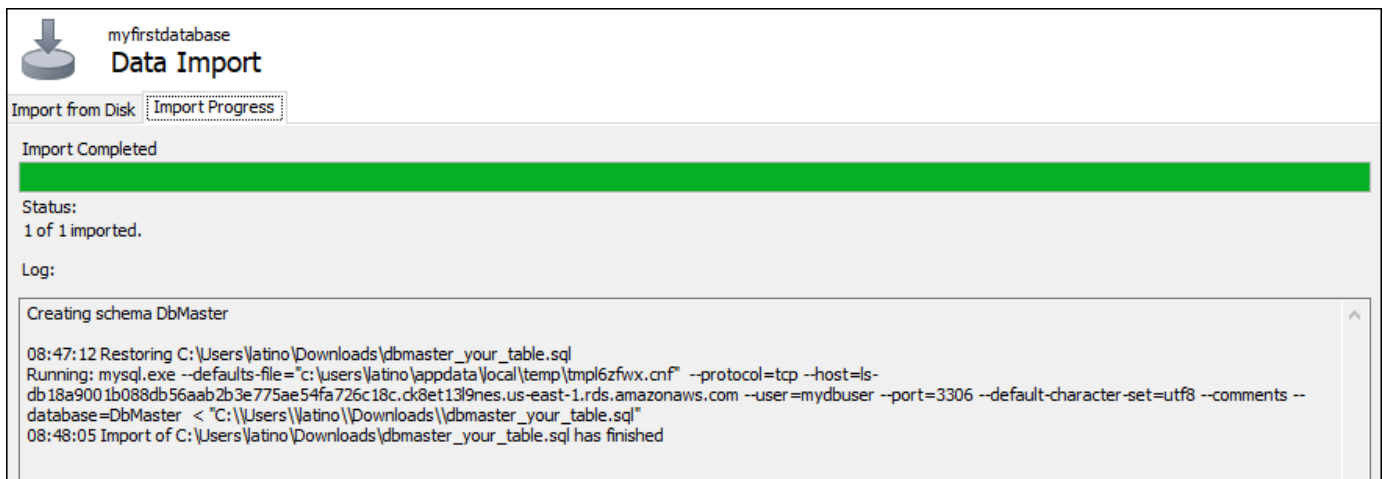 myfirstdatabase
Data Import
Import from Disk Import Progress
Import Completed
Status:
1 of 1 imported.
Log:
Creating schema DbMaster
08:47:12 Restoring C:\Users\latino\Downloads\dbmaster_your_table.sql
Running: mysql.exe --defaults-file="c:\users\latino\appdata\local\temp\tmpl6zfwx.cnf" --protocol=tcp --host=ls-
db18a9001b088db56aab2b3e775ae54fa726c18c.ck8et13l9nes.us-east-1.rds.amazonaws.com --user=mydbuser --port=3306 --default-character-set=utf8 --comments --
database=DbMaster < "C:\\Users\\latino\\Downloads\\dbmaster_your_table.sql"
08:48:05 Import of C:\Users\latino\Downloads\dbmaster_your_table.sql has finished